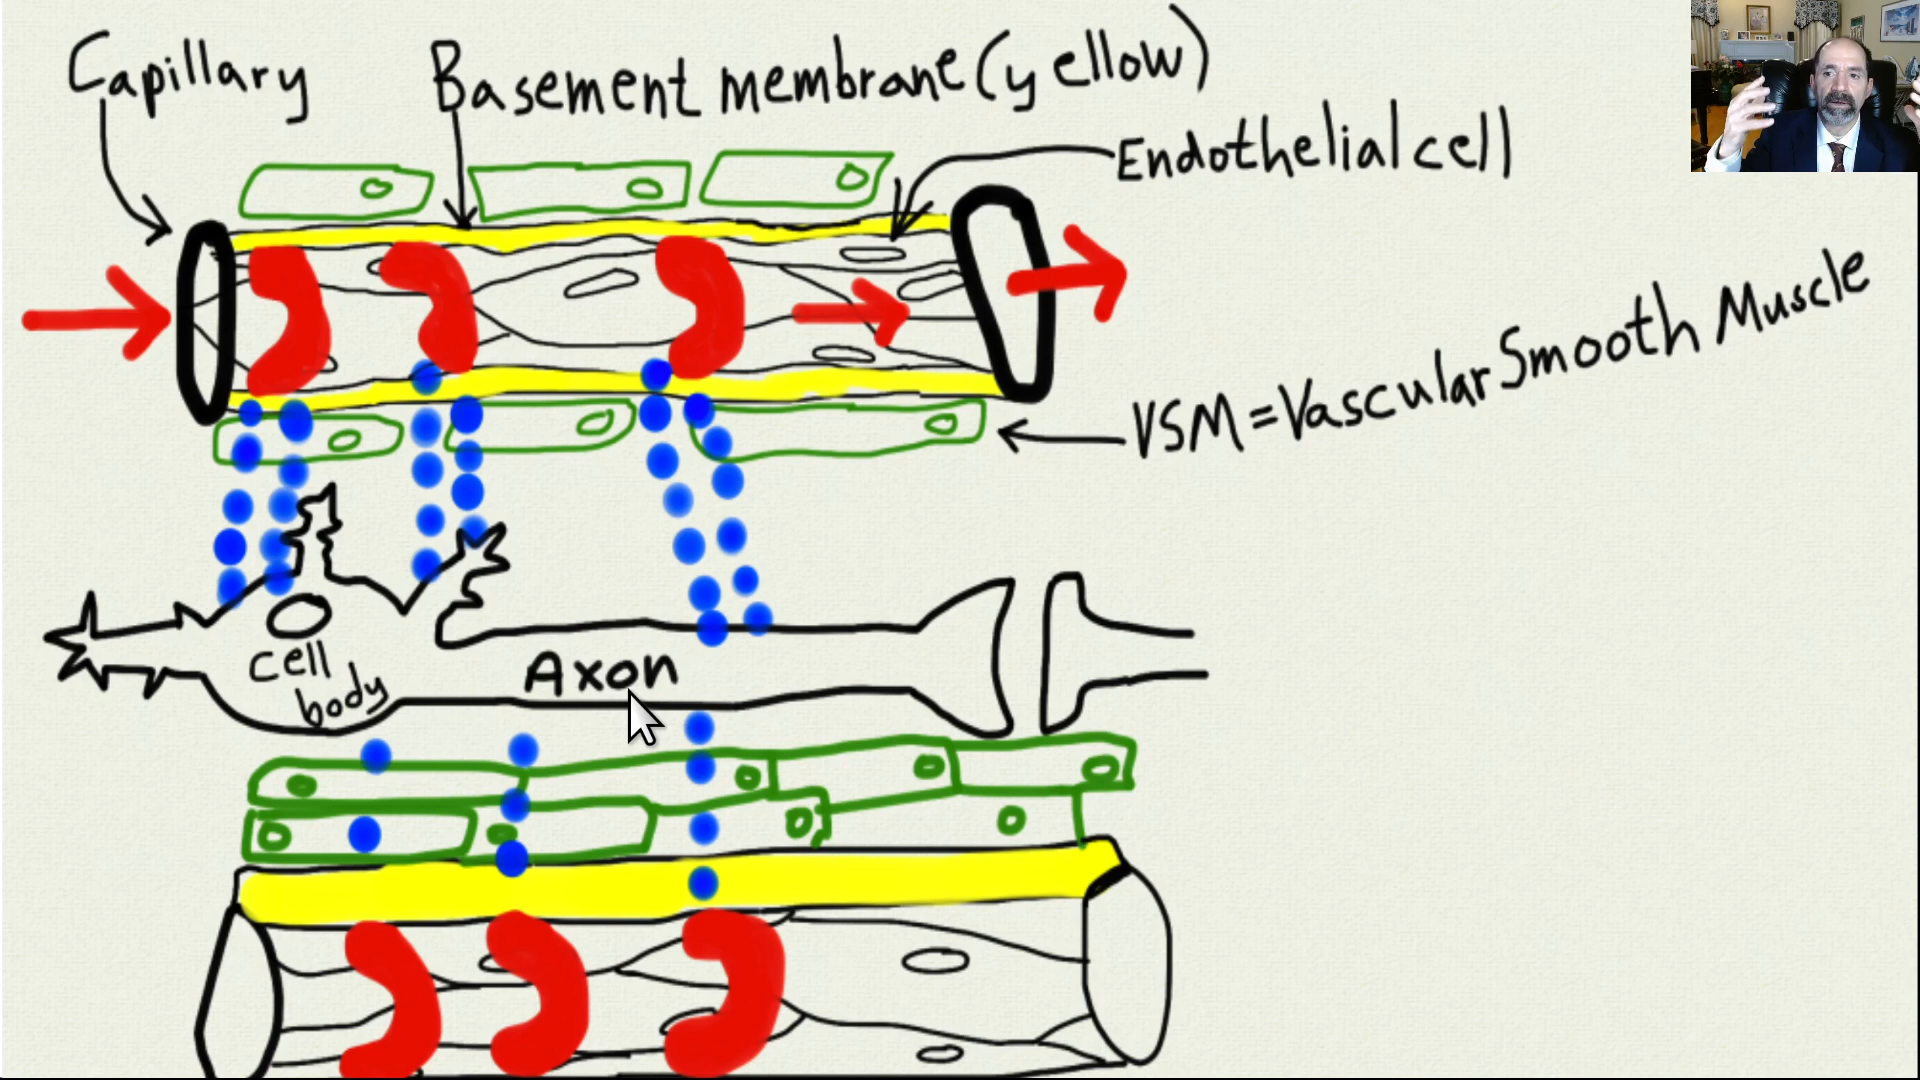 Capillary
Basement membrane (yellow)
Endothelial cell
VSM = Vascular Smooth Muscle
Cell
body
Axon